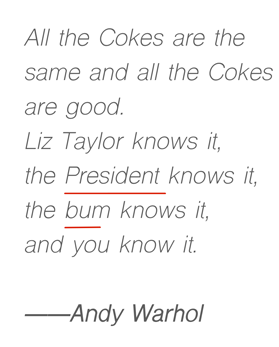 All the Cokes are the
same and all the Cokes
are good.
Liz Taylor knows it,
the President knows it,
the bum knows it,
and you know it.
——Andy Warhol